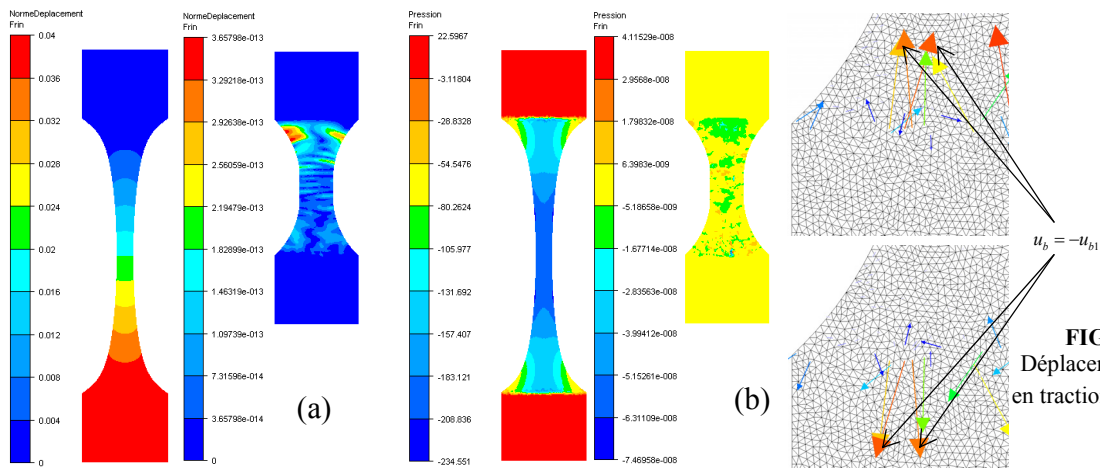 NormeDeplacement
Frin
0.04
0.036
0.032
0.028
0.024
0.02
0.016
0.012
0.008
0.004
0
NormeDeplacement
Frin
3.65798e-013
3.29218e-013
2.92638e-013
2.56059e-013
2.19479e-013
1.82899e-013
1.46319e-013
1.09739e-013
7.31596e-014
3.65798e-014
0
(a)
Pression
Frin
22.5967
-3.11804
-28.8328
-54.5476
-80.2624
-105.977
-131.692
-157.407
-183.121
-208.836
-234.551
Pression
Frin
4.11529e-008
2.95658e-008
1.79832e-008
6.3983e-009
-5.18658e-009
-1.67714e-008
-2.83563e-008
-3.99412e-008
-5.15261e-008
-6.31109e-008
-7.46958e-008
(b)
u_b = -u_{b1}
FIG
Déplacem
en traction